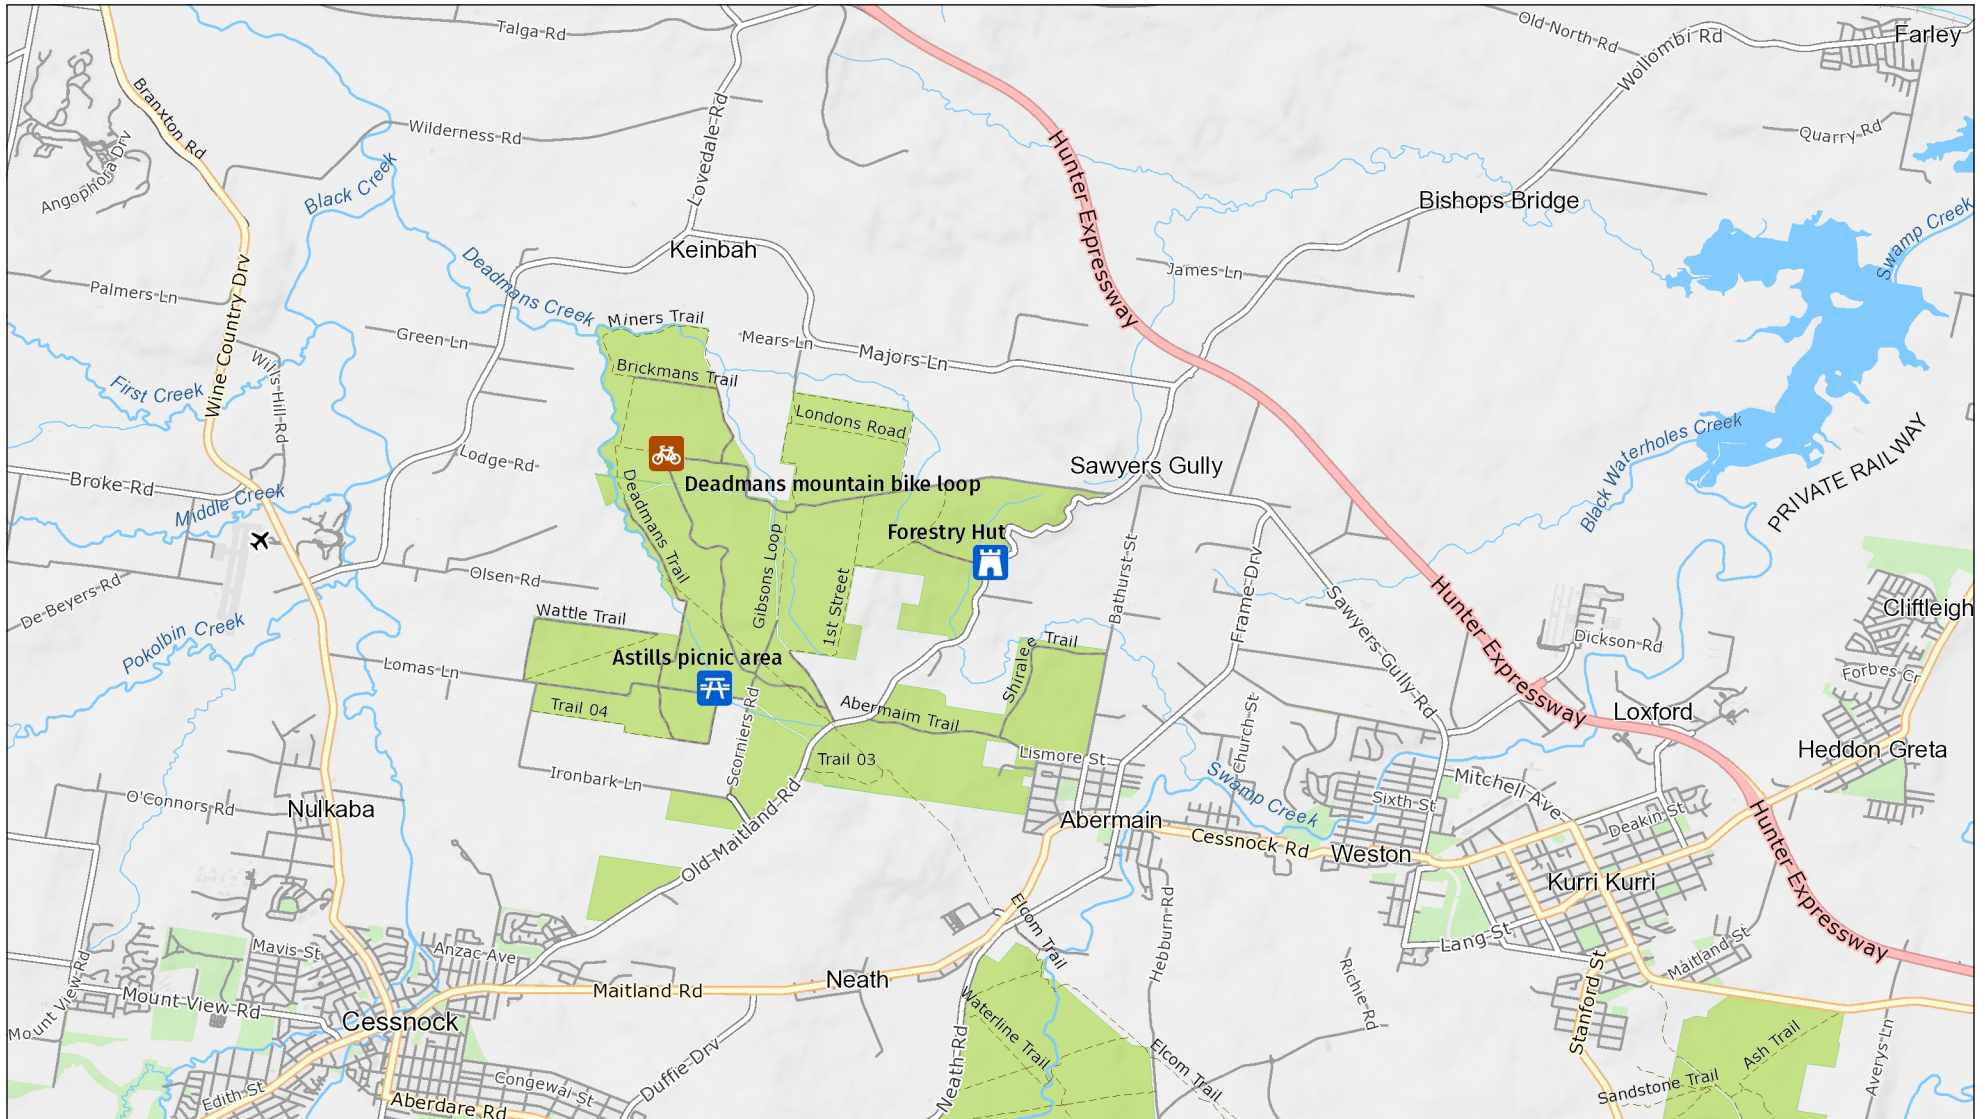 Talga Rd
Old North Rd
Wollombi Rd
Farley
Branxton Rd
Wilderness Rd
Lovedale Rd
Hunter Expressway
Quarry Rd
Angophora Drv
Black Creek
Bishops Bridge
Swamp Creek
Keinbah
Deadmans Creek
James Ln
Palmers Ln
Wine Country Drv
Green Ln
Miners Trail
Mears Ln
Majors Ln
Wills Hill Rd
First Creek
Brickmans Trail
Londons Road
Black Waterholes Creek
PRIVATE RAILWAY
Lodge Rd
Sawyers Gully
Broke Rd
Middle Creek
Deadmans mountain bike loop
Deadmans Trail
Forestry Hut
Gibsons Loop
1st Street
Bathurst St
Frame Drv
Sawyers Gully Rd
Hunter Expressway
Olsen Rd
De Beyers Rd
Pokolbin Creek
Wattle Trail
Cliftleigh
Dickson Rd
Forbes Cr
Lomas Ln
Astills picnic area
Shiralee Trail
Trail 04
Scorniers Rd
Abermaim Trail
Church St
Loxford
Heddon Greta
Trail 03
Lismore St
Ironbark Ln
O'Connors Rd
Nulkaba
Old Maitland Rd
Abermain
Swamp Creek
Sixth St
Mitchell Ave
Deakin St
Cessnock Rd
Weston
Kurri Kurri
Hunter Expressway
Elcom Trail
Hebburn Rd
Lang St
Maitland St
Mavis St
Anzac Ave
Neath
Maitland Rd
Mount View Rd
Mount View Rd
Cessnock
Richie Rd
Stanford St
Waterline Trail
Neath Rd
Duffie Drv
Elcom Trail
Ash Trail
Sandstone Trail
Averys Ln
Edith St
Congewai St
Aberdare Rd